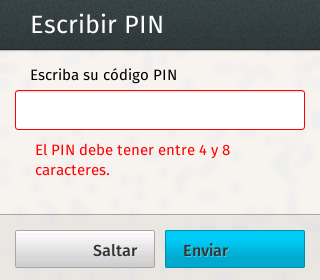 Escribir PIN
Escriba su código PIN
El PIN debe tener entre 4 y 8
caracteres.
Saltar
Enviar